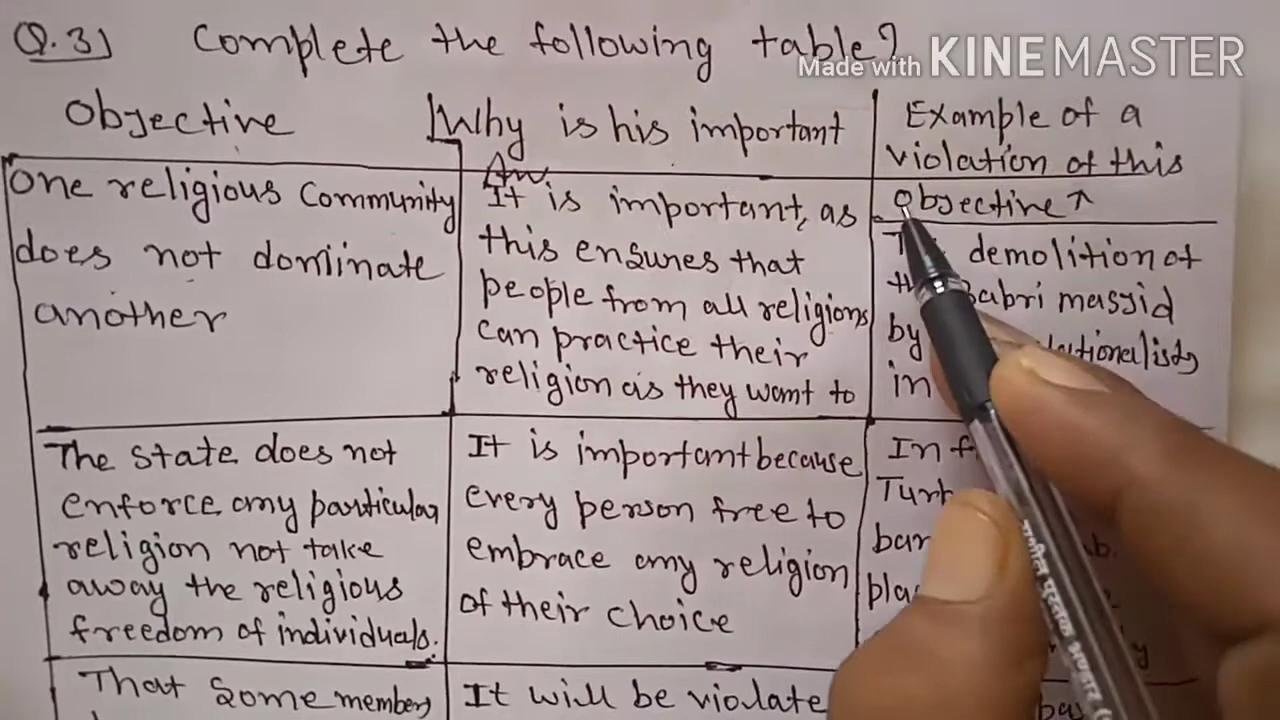 Q.3) Complete the following table?
Made with KINEMASTER
Objective
Why is his important
Example of a
violation of this
objective
One religious Community
does not dominate
another
Ans
It is important, as
this ensures that
people from all religions
can practice their
religion as they want to
demolition of
Babri masjid
by
in
The state does not
enforce any particular
religion not take
away the religious
freedom of individuals.
It is important because
every person free to
embrace any religion
of their choice
In
That some members
It will be violate